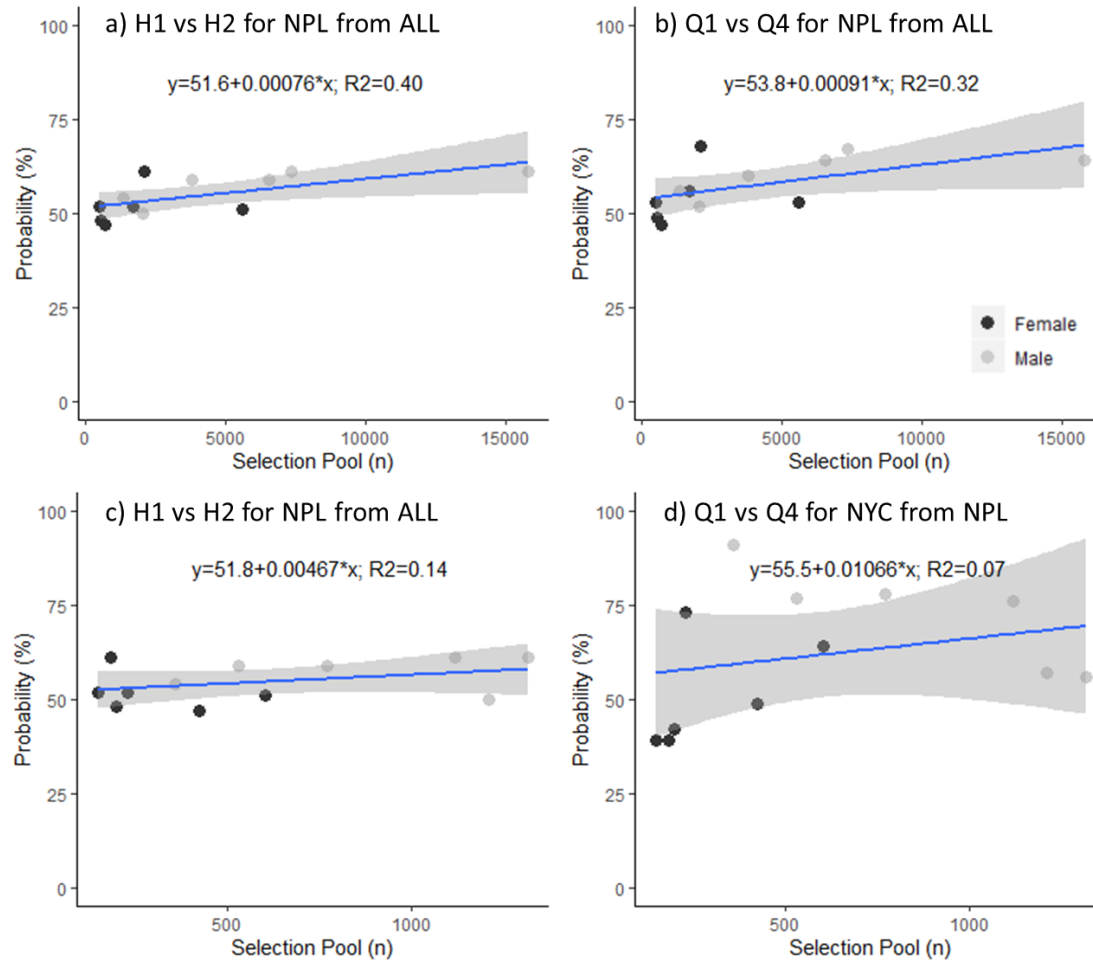 a) H1 vs H2 for NPL from ALL
y=51.6+0.00076*x; R2=0.40
Probability (%)
100
75
50
25
0
0 5000 10000 15000
Selection Pool (n)
b) Q1 vs Q4 for NPL from ALL
y=53.8+0.00091*x; R2=0.32
Probability (%)
100
75
50
25
0
Female
Male
0 5000 10000 15000
Selection Pool (n)
c) H1 vs H2 for NPL from ALL
y=51.8+0.00467*x; R2=0.14
Probability (%)
100
75
50
25
0
500 1000
Selection Pool (n)
d) Q1 vs Q4 for NYC from NPL
y=55.5+0.01066*x; R2=0.07
Probability (%)
100
75
50
25
0
500 1000
Selection Pool (n)